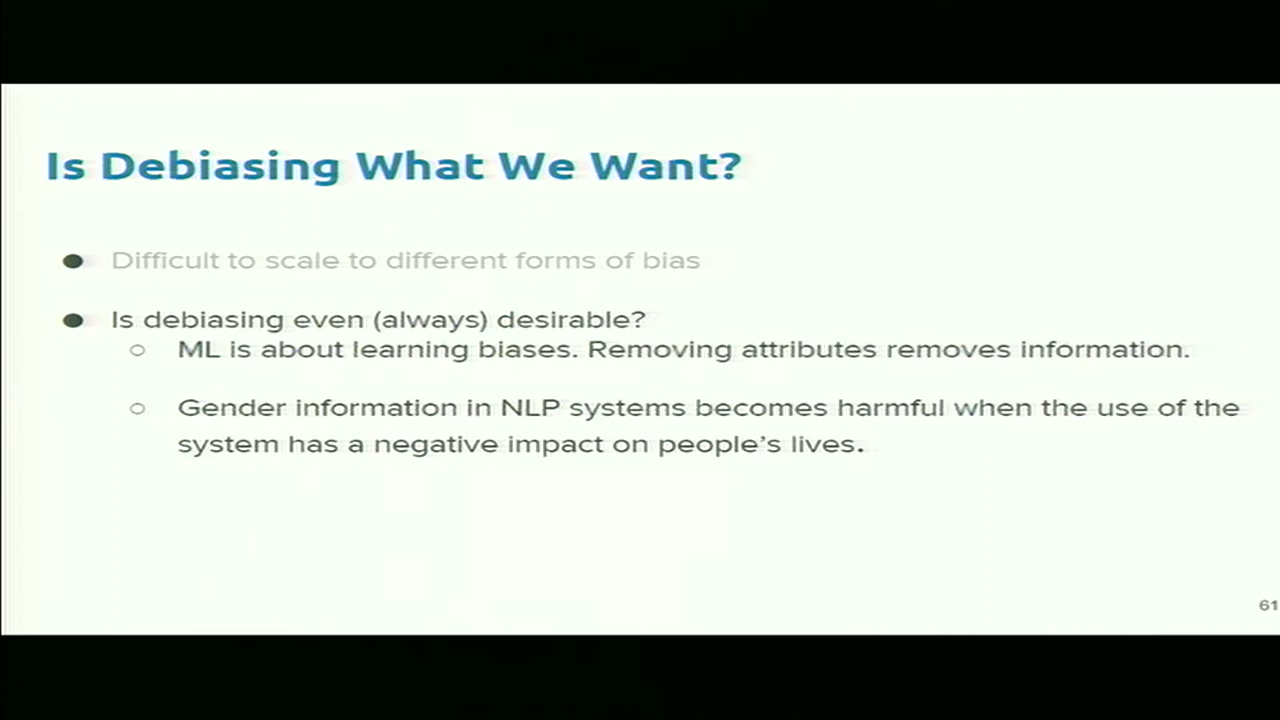 Is Debiasing What We Want?
● Difficult to scale to different forms of bias
● Is debiasing even (always) desirable?
○ ML is about learning biases. Removing attributes removes information.
○ Gender information in NLP systems becomes harmful when the use of the
system has a negative impact on people’s lives.
61